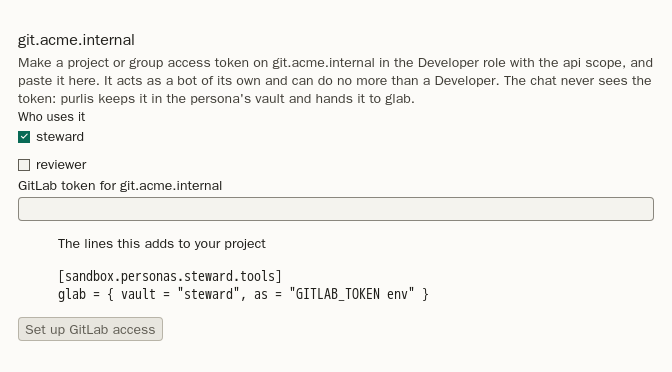 git.acme.internal
Make a project or group access token on git.acme.internal in the Developer role with the api scope, and
paste it here. It acts as a bot of its own and can do no more than a Developer. The chat never sees the
token: purlis keeps it in the persona's vault and hands it to glab.
Who uses it
steward
reviewer
GitLab token for git.acme.internal
The lines this adds to your project
[sandbox.personas.steward.tools]
glab = { vault = "steward", as = "GITLAB_TOKEN env" }
Set up GitLab access